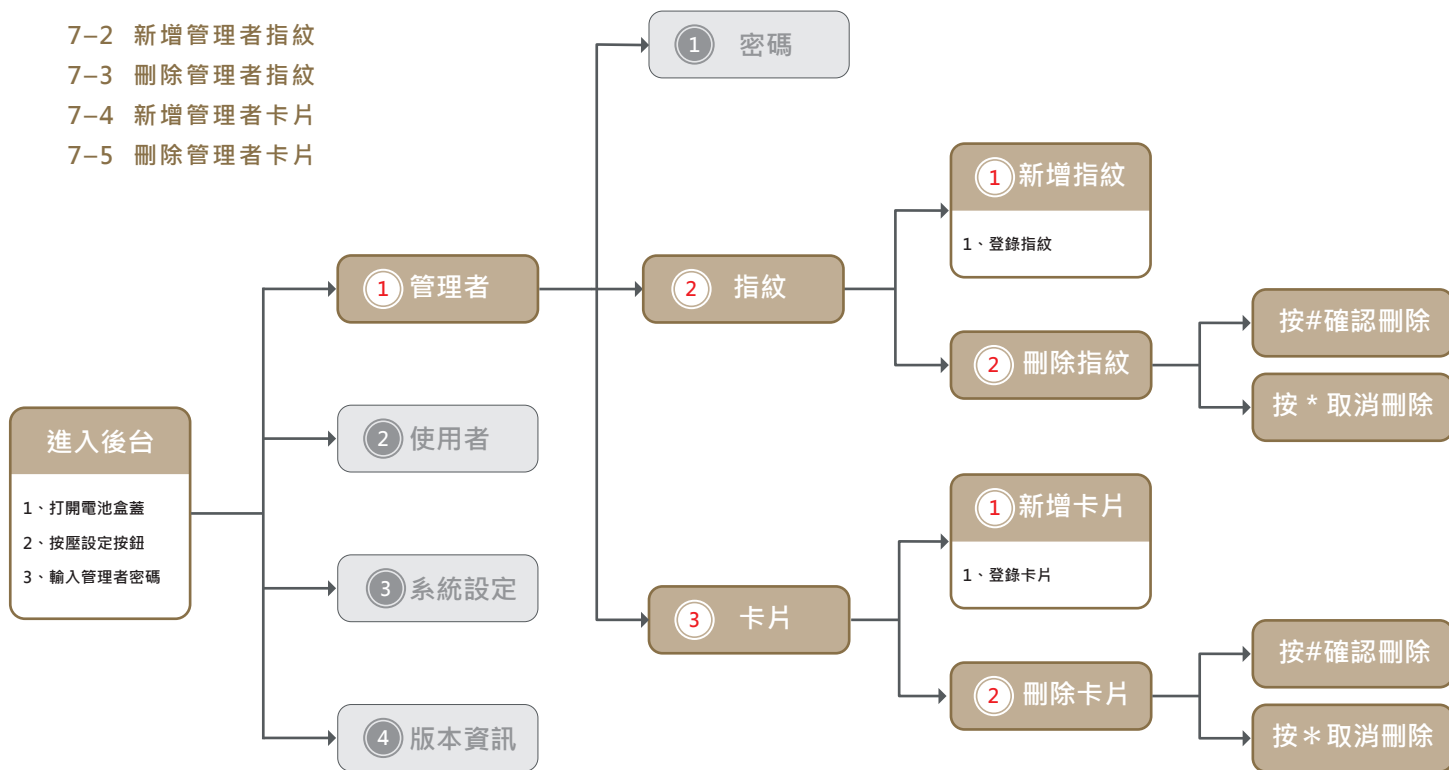 7–2 新增管理者指紋
7–3 刪除管理者指紋
7–4 新增管理者卡片
7–5 刪除管理者卡片
進入後台
1、打開電池盒蓋
2、按壓設定按鈕
3、輸入管理者密碼
1 管理者
2 使用者
3 系統設定
4 版本資訊
1 密碼
2 指紋
3 卡片
1 新增指紋
1、登錄指紋
2 刪除指紋
按#確認刪除
按*取消刪除
1 新增卡片
1、登錄卡片
2 刪除卡片
按#確認刪除
按＊取消刪除